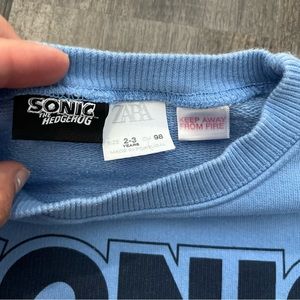 SONIC
THE
HEDGEHOG
ZARA
2-3
YEARS
98
KEEP AWAY
FROM FIRE
SONIC